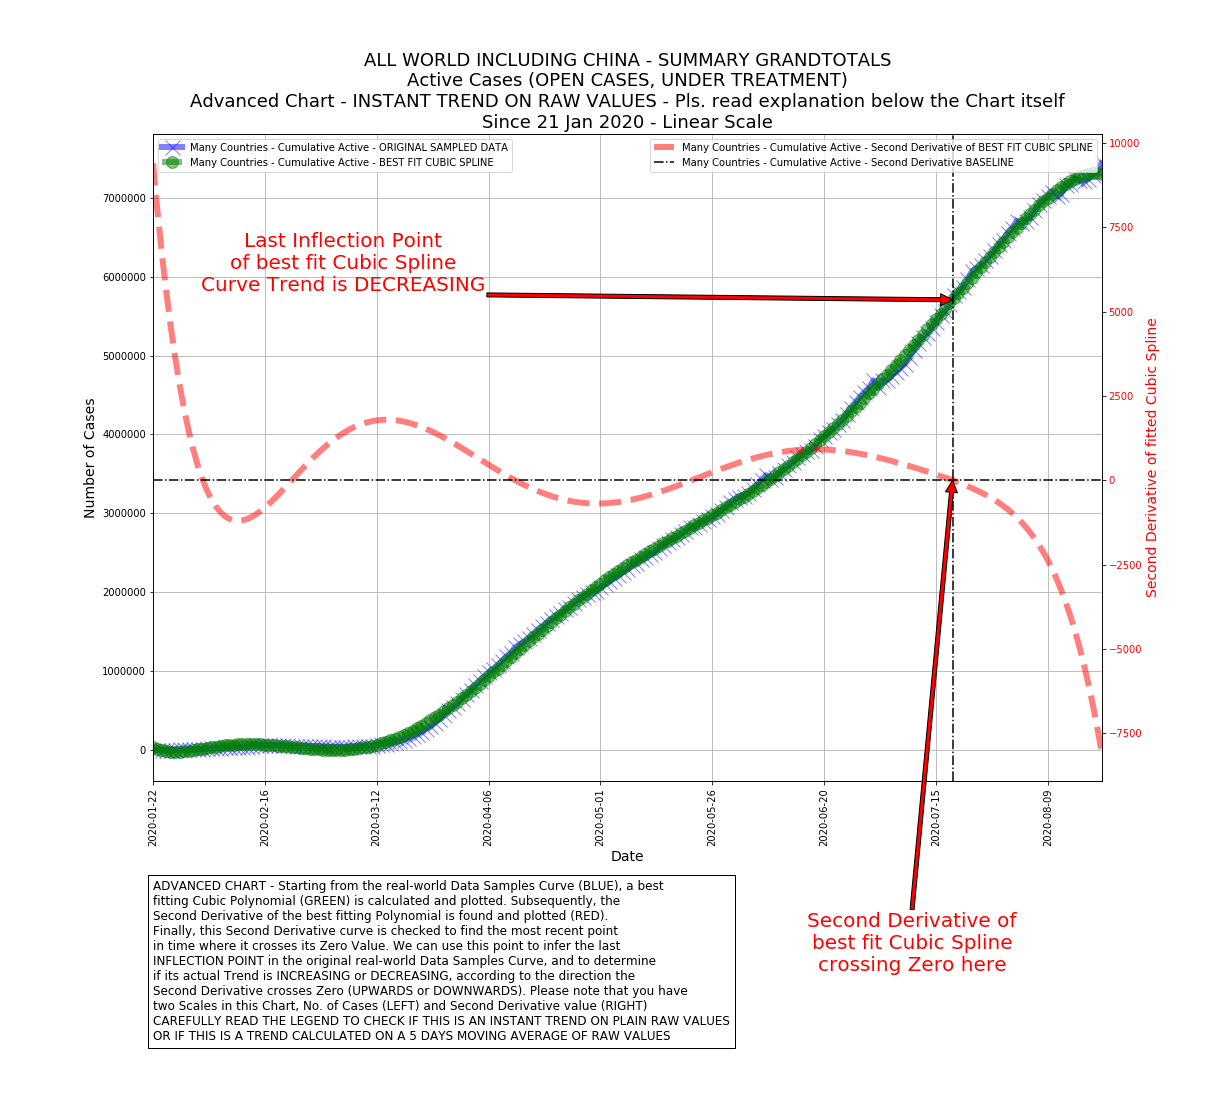 ALL WORLD INCLUDING CHINA - SUMMARY GRANDTOTALS
Active Cases (OPEN CASES, UNDER TREATMENT)
Advanced Chart - INSTANT TREND ON RAW VALUES - Pls. read explanation below the Chart itself
Since 21 Jan 2020 - Linear Scale
Many Countries - Cumulative Active - ORIGINAL SAMPLED DATA
Many Countries - Cumulative Active - BEST FIT CUBIC SPLINE
Many Countries - Cumulative Active - Second Derivative of BEST FIT CUBIC SPLINE
Many Countries - Cumulative Active - Second Derivative BASELINE
Number of Cases
7000000
6000000
5000000
4000000
3000000
2000000
1000000
0
Last Inflection Point
of best fit Cubic Spline
Curve Trend is DECREASING
10000
7500
5000
2500
0
−2500
−5000
−7500
Second Derivative of fitted Cubic Spline
2020-01-22
2020-02-16
2020-03-12
2020-04-06
2020-05-01
2020-05-26
2020-06-20
2020-07-15
2020-08-09
Date
ADVANCED CHART - Starting from the real-world Data Samples Curve (BLUE), a best
fitting Cubic Polynomial (GREEN) is calculated and plotted. Subsequently, the
Second Derivative of the best fitting Polynomial is found and plotted (RED).
Finally, this Second Derivative curve is checked to find the most recent point
in time where it crosses its Zero Value. We can use this point to infer the last
INFLECTION POINT in the original real-world Data Samples Curve, and to determine
if its actual Trend is INCREASING or DECREASING, according to the direction the
Second Derivative crosses Zero (UPWARDS or DOWNWARDS). Please note that you have
two Scales in this Chart, No. of Cases (LEFT) and Second Derivative value (RIGHT)
CAREFULLY READ THE LEGEND TO CHECK IF THIS IS AN INSTANT TREND ON PLAIN RAW VALUES
OR IF THIS IS A TREND CALCULATED ON A 5 DAYS MOVING AVERAGE OF RAW VALUES
Second Derivative of
best fit Cubic Spline
crossing Zero here